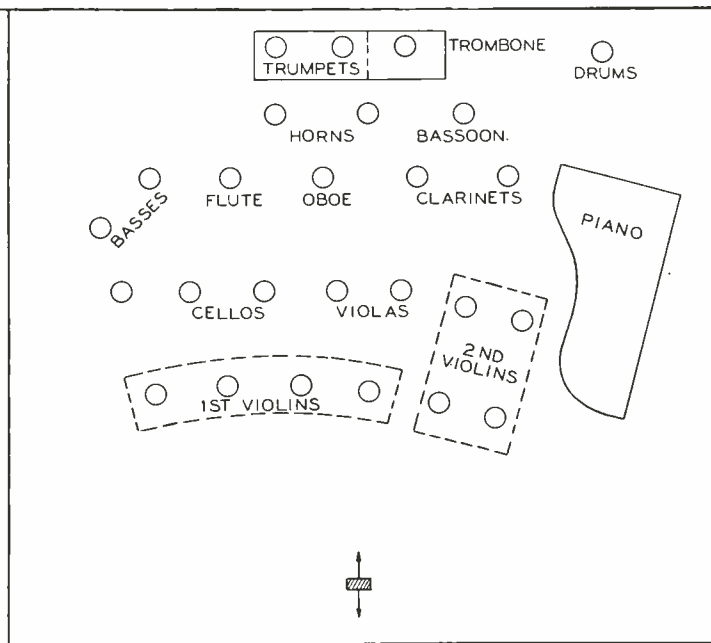 TROMBONE
TRUMPETS
DRUMS
HORNS
BASSOON.
BASSES
FLUTE
OBOE
CLARINETS
PIANO
CELLOS
VIOLAS
2ND
VIOLINS
1ST VIOLINS